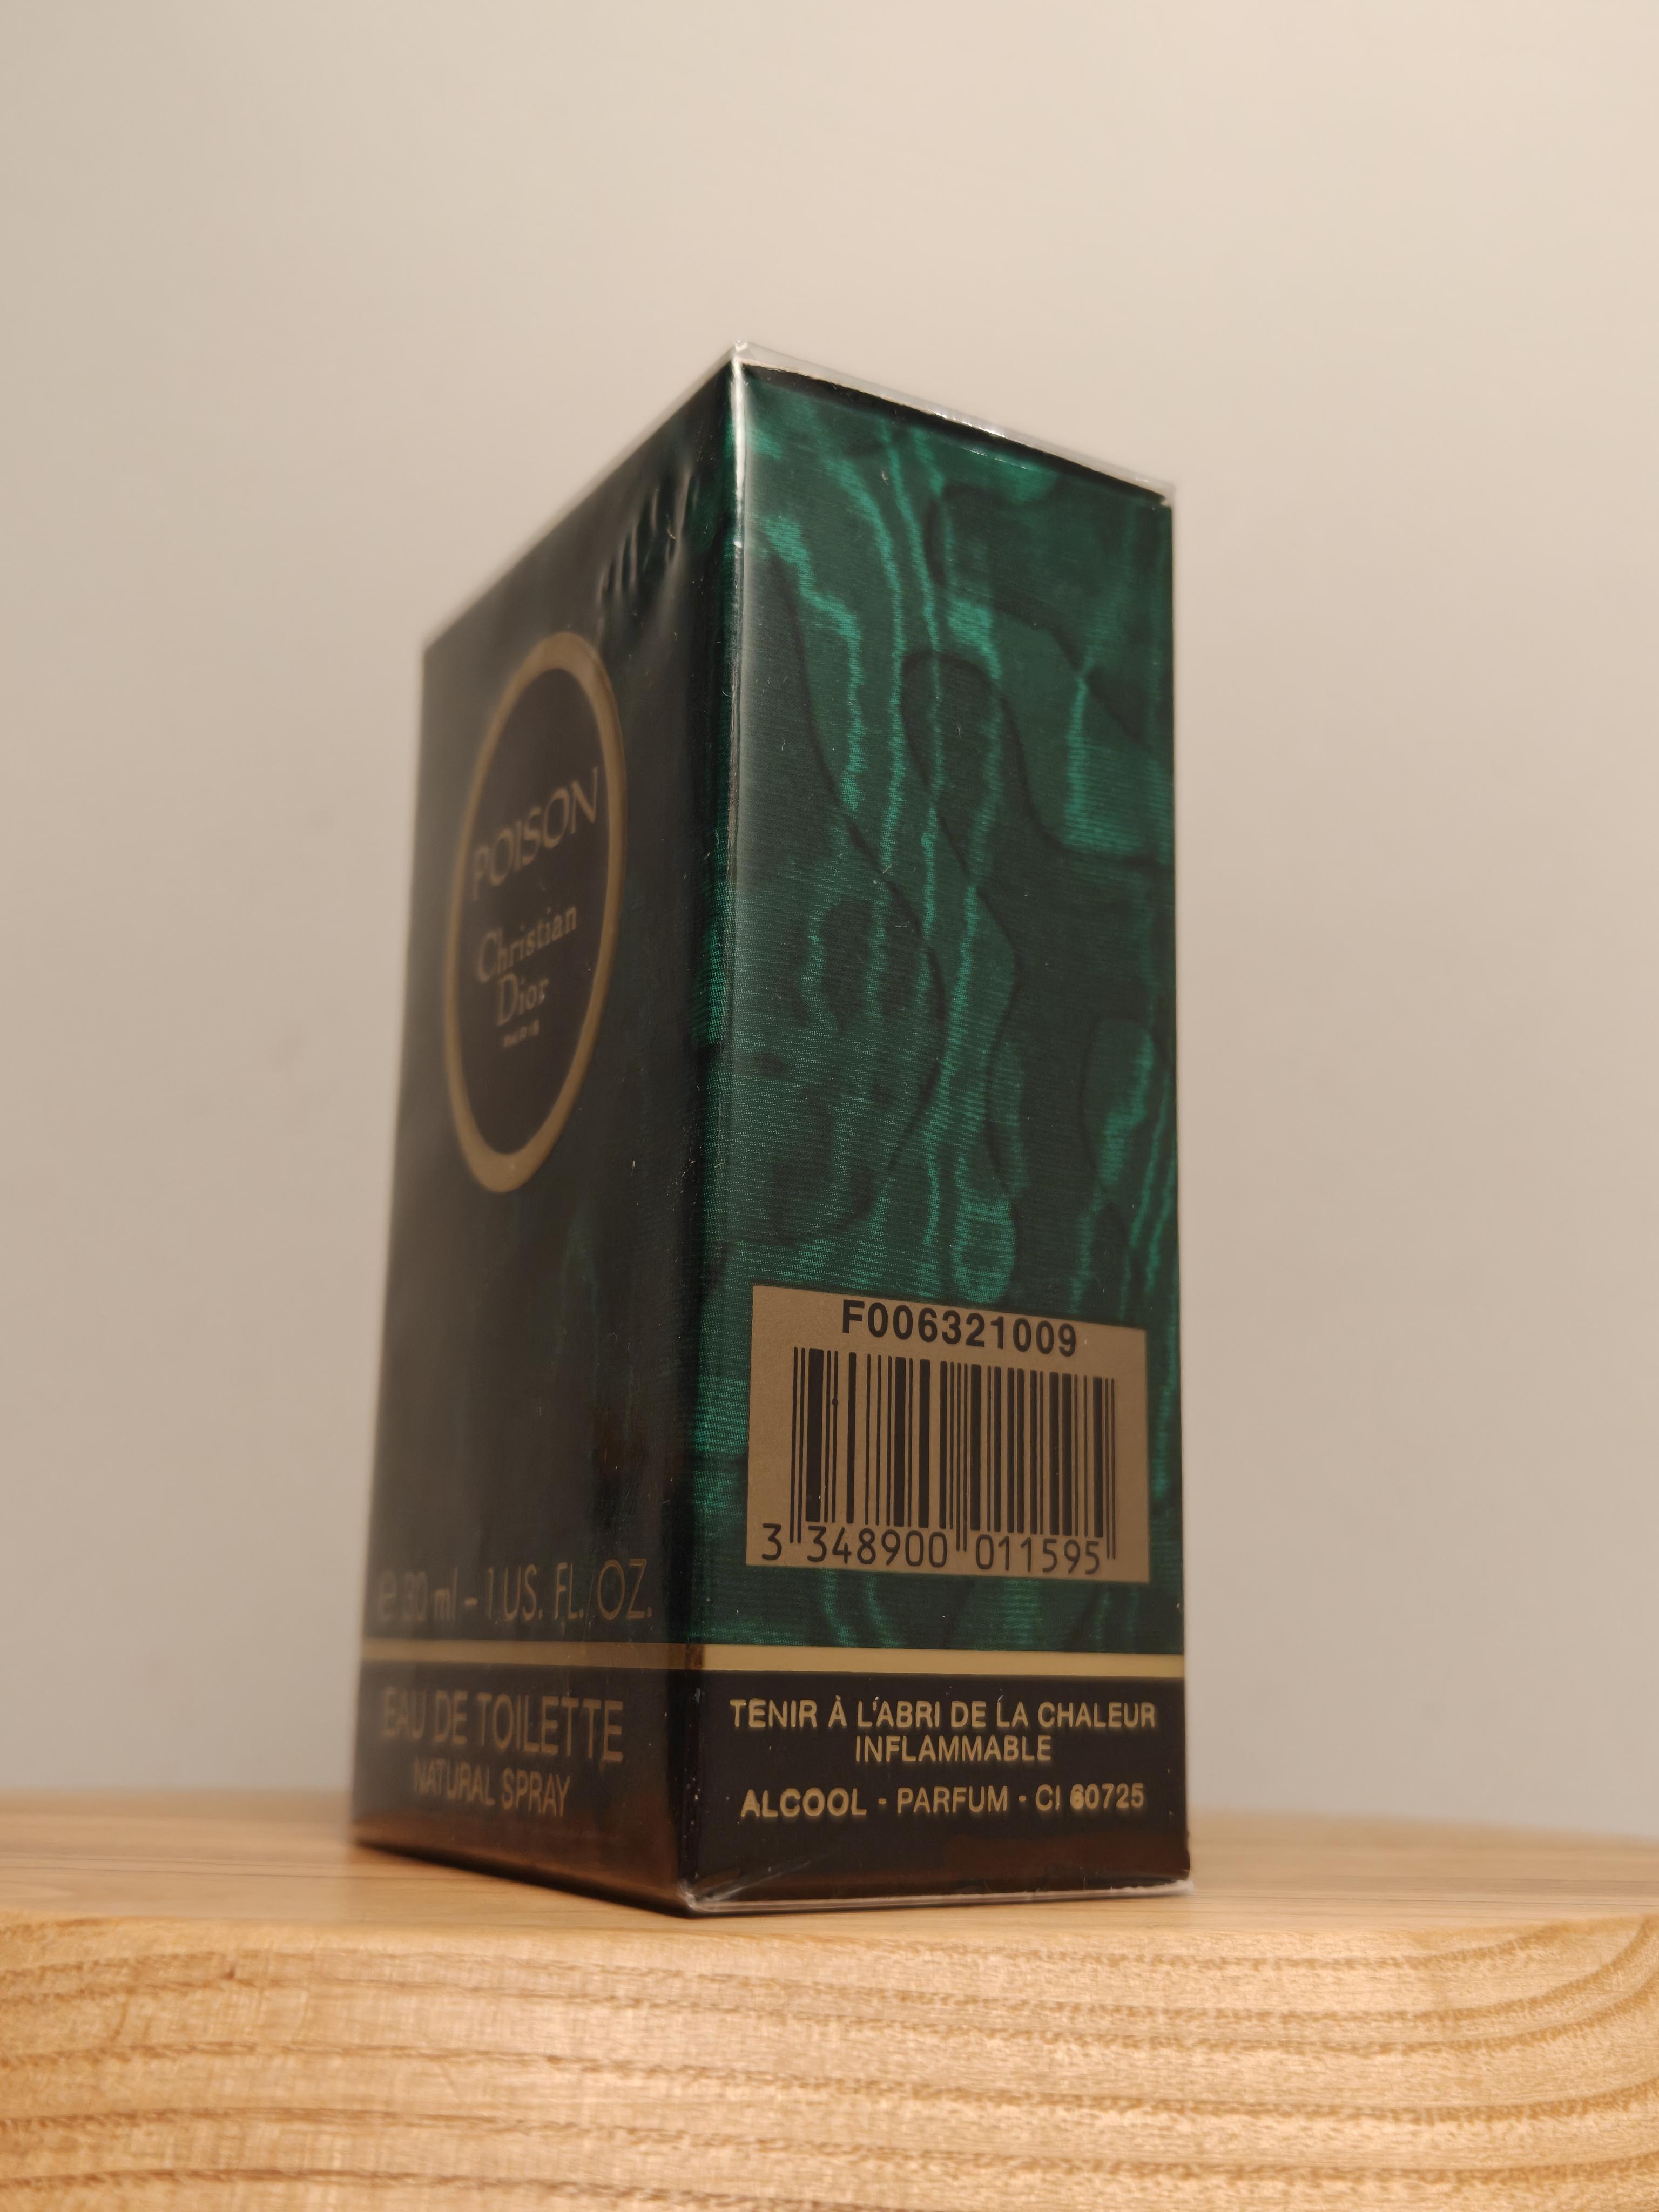 POISON
Christian
Dior
PARIS
e 30 ml - 1 US. FL. OZ.
EAU DE TOILETTE
NATURAL SPRAY
F006321009
3 348900 011595
TENIR À L'ABRI DE LA CHALEUR
INFLAMMABLE
ALCOOL - PARFUM - CI 60725